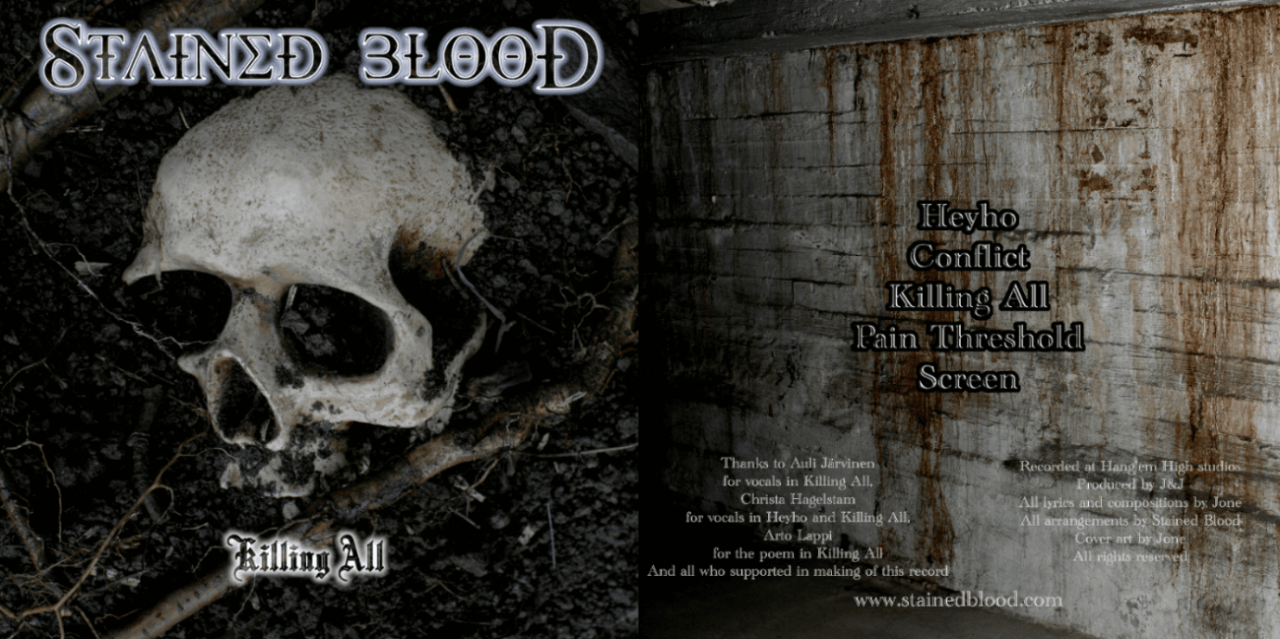 STAINED BLOOD
Killing All
Heyho
Conflict
Killing All
Pain Threshold
Screen
Thanks to Auli Järvinen
for vocals in Killing All,
Christa Hagelstam
for vocals in Heyho and Killing All,
Arto Lappi
for the poem in Killing All
And all who supported in making of this record
Recorded at Hang'em High studios
Produced by J&J
All lyrics and compositions by Jone
All arrangements by Stained Blood
Cover art by Jone
All rights reserved
www.stainedblood.com